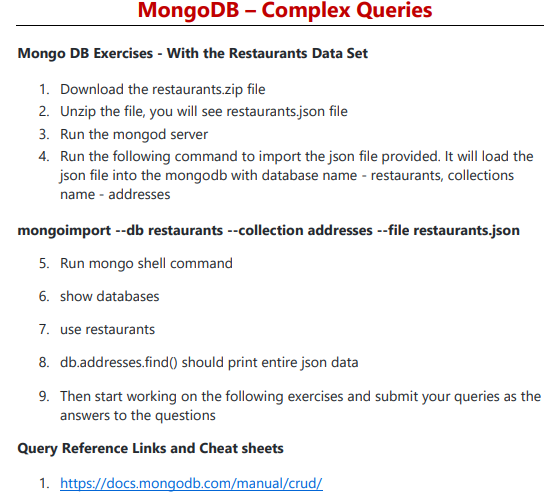 MongoDB – Complex Queries
Mongo DB Exercises - With the Restaurants Data Set
1. Download the restaurants.zip file
2. Unzip the file, you will see restaurants.json file
3. Run the mongod server
4. Run the following command to import the json file provided. It will load the
json file into the mongodb with database name - restaurants, collections
name - addresses
mongoimport --db restaurants --collection addresses --file restaurants.json
5. Run mongo shell command
6. show databases
7. use restaurants
8. db.addresses.find() should print entire json data
9. Then start working on the following exercises and submit your queries as the
answers to the questions
Query Reference Links and Cheat sheets
1. https://docs.mongodb.com/manual/crud/